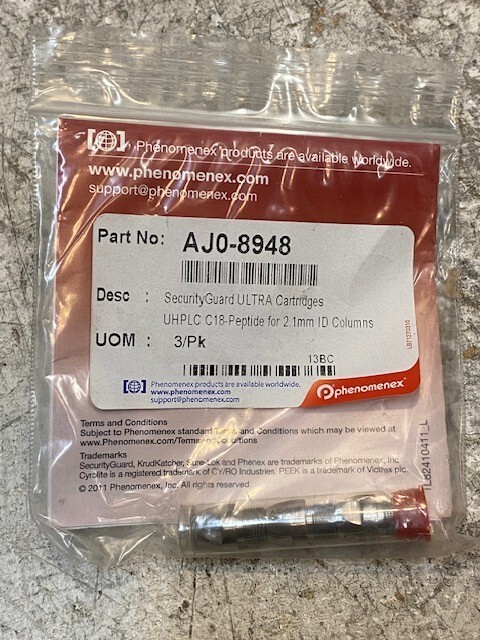 Phenomenex products are available worldwide.
www.phenomenex.com
support@phenomenex.com
Part No: AJ0-8948
Desc : SecurityGuard ULTRA Cartridges
UHPLC C18-Peptide for 2.1mm ID Columns
UOM : 3/Pk
13BC
Phenomenex products are available worldwide.
www.phenomenex.com
support@phenomenex.com
phenomenex
Terms and Conditions
Subject to Phenomenex standard Terms and Conditions which may be viewed at
www.Phenomenex.com/TermsandConditions
Trademarks
SecurityGuard, KrudKatcher, Sure-Lok and Phenex are trademarks of Phenomenex, Inc
Cyrolite is a registered trademark of CY/RO Industries. PEEK is a trademark of Victrex plc.
© 2011 Phenomenex, Inc. All rights reserved.